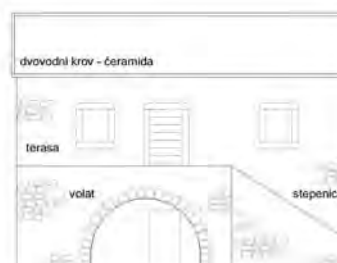 dvovodni krov - ćeramida
terasa
volat
stepenic